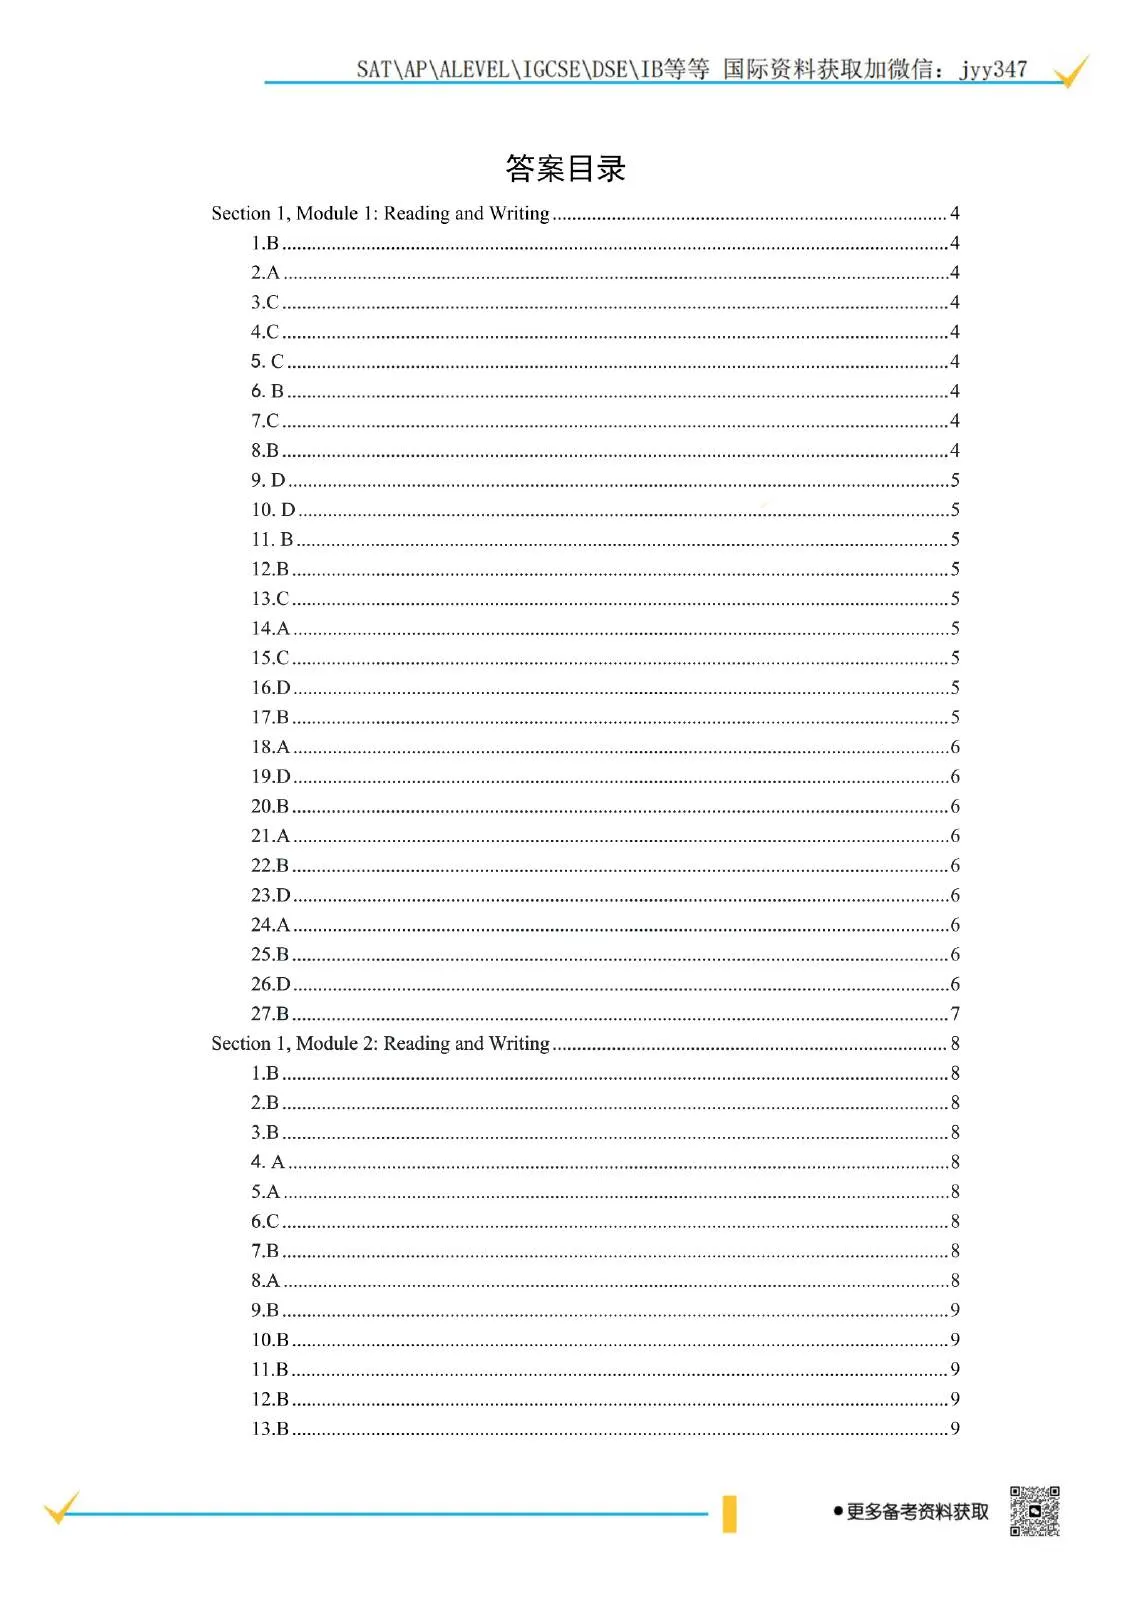 SAT\AP\ALEVEL\IGCSE\DSE\IB等等 国际资料获取加微信：jyy347
答案目录
Section 1, Module 1: Reading and Writing........................................4
1.B........................................4
2.A........................................4
3.C........................................4
4.C........................................4
5. C........................................4
6. B........................................4
7.C........................................4
8.B........................................4
9. D........................................5
10. D........................................5
11. B........................................5
12.B........................................5
13.C........................................5
14.A........................................5
15.C........................................5
16.D........................................5
17.B........................................5
18.A........................................6
19.D........................................6
20.B........................................6
21.A........................................6
22.B........................................6
23.D........................................6
24.A........................................6
25.B........................................6
26.D........................................6
27.B........................................7
Section 1, Module 2: Reading and Writing........................................8
1.B........................................8
2.B........................................8
3.B........................................8
4. A........................................8
5.A........................................8
6.C........................................8
7.B........................................8
8.A........................................8
9.B........................................9
10.B........................................9
11.B........................................9
12.B........................................9
13.B........................................9
●更多备考资料获取